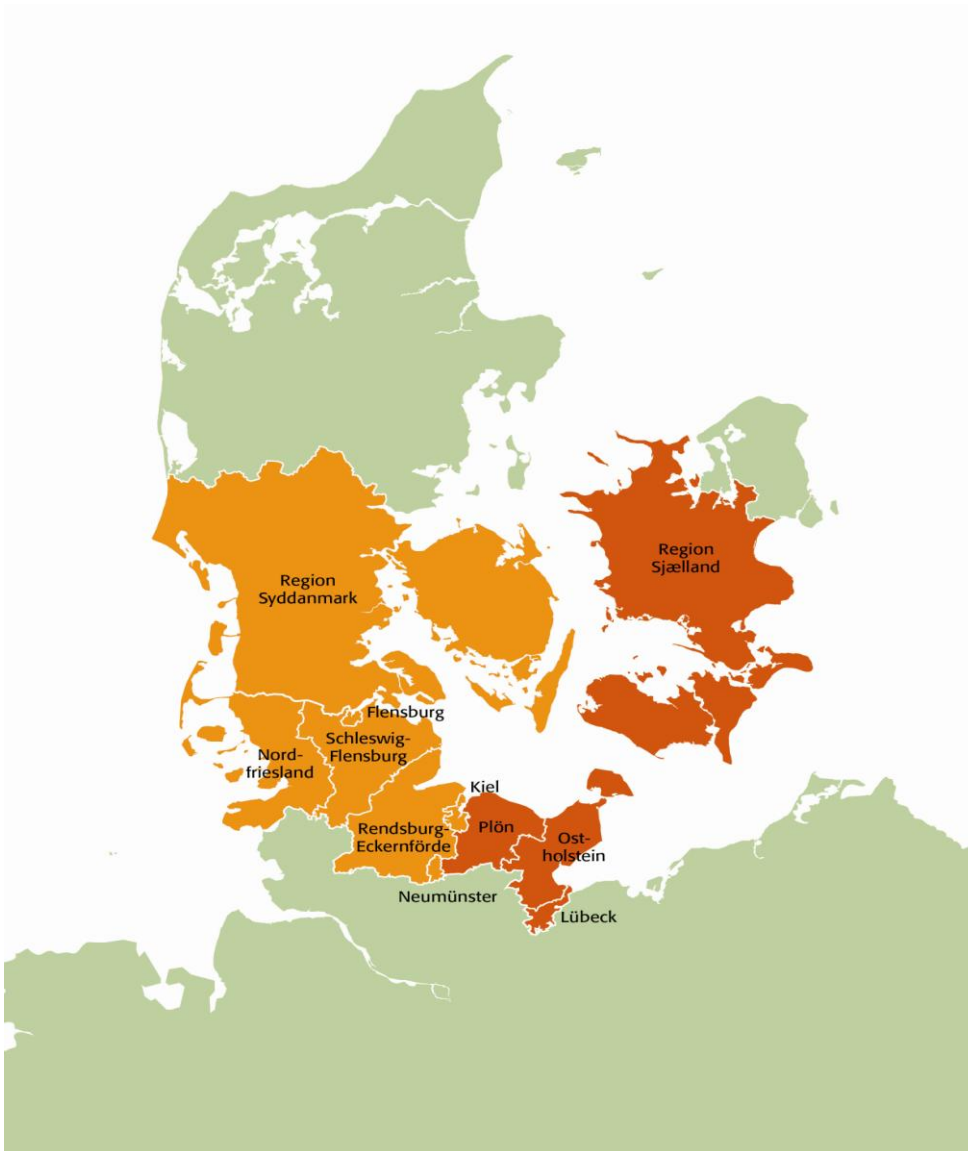 Region
Sjælland
Region
Syddanmark
Flensburg
Schleswig-
Flensburg
Nord-
friesland
Kiel
Plön
Rendsburg-
Eckernförde
Ost-
holstein
Neumünster
Lübeck